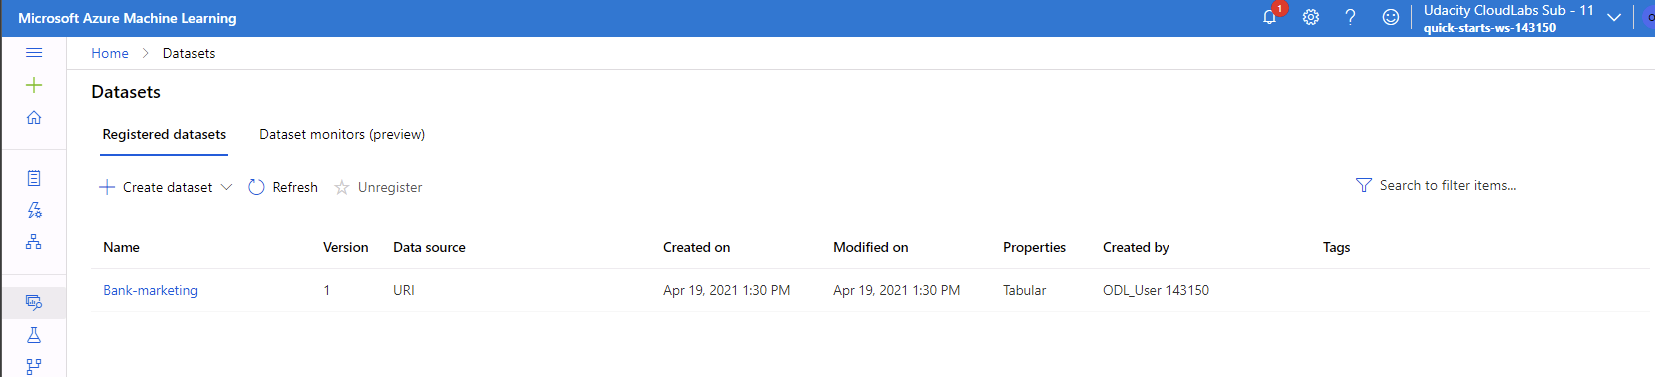 Microsoft Azure Machine Learning
1
Udacity CloudLabs Sub - 11
quick-starts-ws-143150
Home > Datasets
Datasets
Registered datasets Dataset monitors (preview)
Create dataset Refresh Unregister Search to filter items...
Name Version Data source Created on Modified on Properties Created by Tags
Bank-marketing 1 URI Apr 19, 2021 1:30 PM Apr 19, 2021 1:30 PM Tabular ODL_User 143150